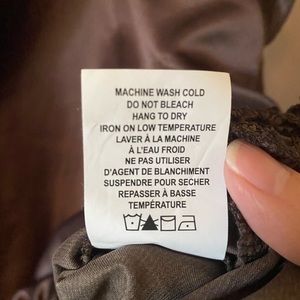 MACHINE WASH COLD
DO NOT BLEACH
HANG TO DRY
IRON ON LOW TEMPERATURE
LAVER À LA MACHINE
À L'EAU FROID
NE PAS UTILISER
D'AGENT DE BLANCHIMENT
SUSPENDRE POUR SECHER
REPASSER À BASSE
TEMPÉRATURE